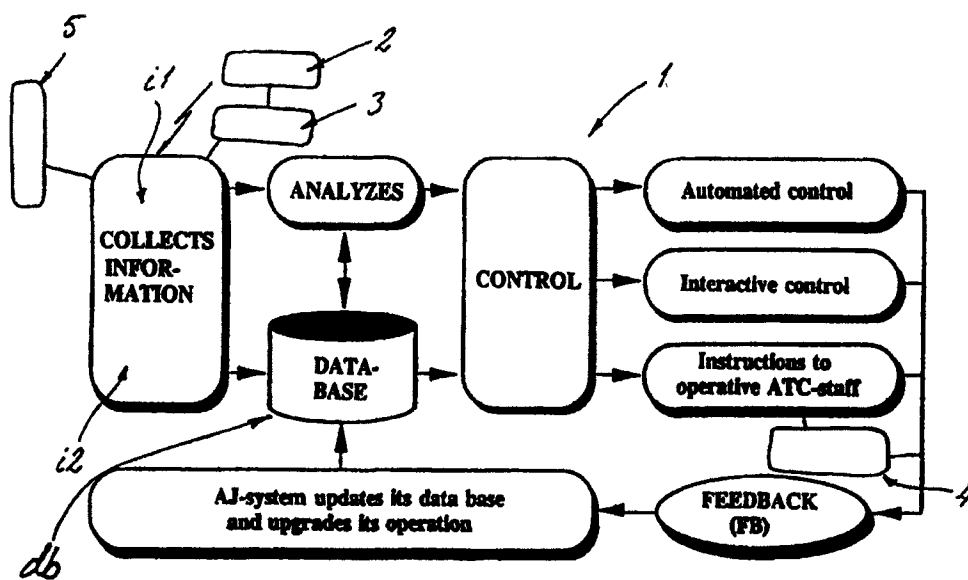 5
i1
2
3
1
COLLECTS
INFOR-
MATION
ANALYZES
CONTROL
Automated control
Interactive control
Instructions to
operative ATC-staff
DATA-
BASE
i2
4
AJ-system updates its data base
and upgrades its operation
FEEDBACK
(FB)
db